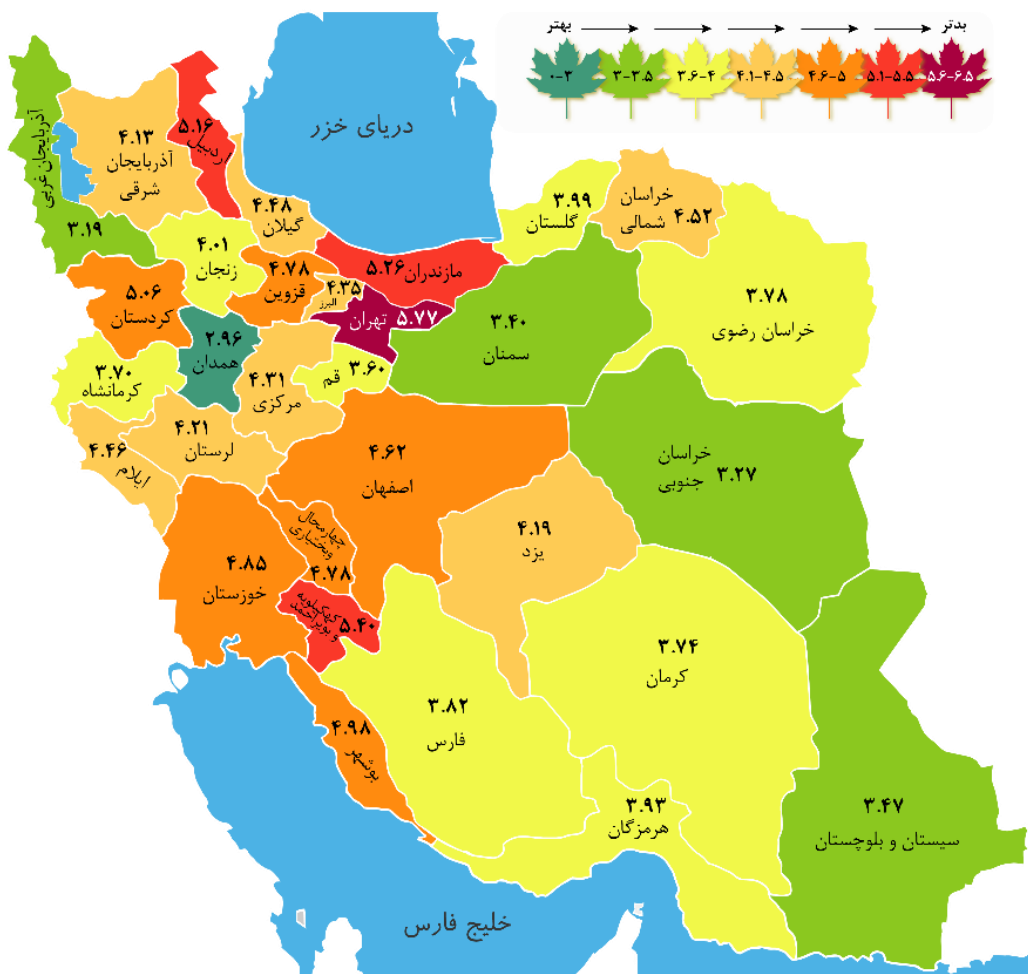 بهتر
بدتر
۰-۳
۳-۳.۵
۳.۶-۴
۴.۱-۴.۵
۴.۶-۵
۵.۱-۵.۵
۵.۶-۶.۵
دریای خزر
آذربایجان غربی
۳.۱۹
۴.۱۳
آذربایجان
شرقی
۵.۱۶
اردبیل
۴.۴۸
گیلان
۳.۹۹
گلستان
خراسان
شمالی
۴.۵۲
۴.۰۱
زنجان
۴.۷۸
قزوین
۴.۳۵
البرز
مازندران ۵.۲۶
تهران ۵.۷۷
۳.۴۰
سمنان
۳.۷۸
خراسان رضوی
۵.۰۶
کردستان
۲.۹۶
همدان
۳.۷۰
کرمانشاه
۴.۳۱
مرکزی
قم ۳.۶۰
۴.۲۱
لرستان
۴.۴۶
ایلام
۴.۶۲
اصفهان
خراسان
جنوبی
۳.۲۷
۴.۱۹
یزد
چهارمحال
وبختیاری
۴.۷۸
۴.۸۵
خوزستان
کهکیلویه
و بویراحمد
۵.۴۰
۳.۷۴
کرمان
۳.۸۲
فارس
۴.۹۸
بوشهر
۳.۹۳
هرمزگان
۳.۴۷
سیستان و بلوچستان
خلیج فارس